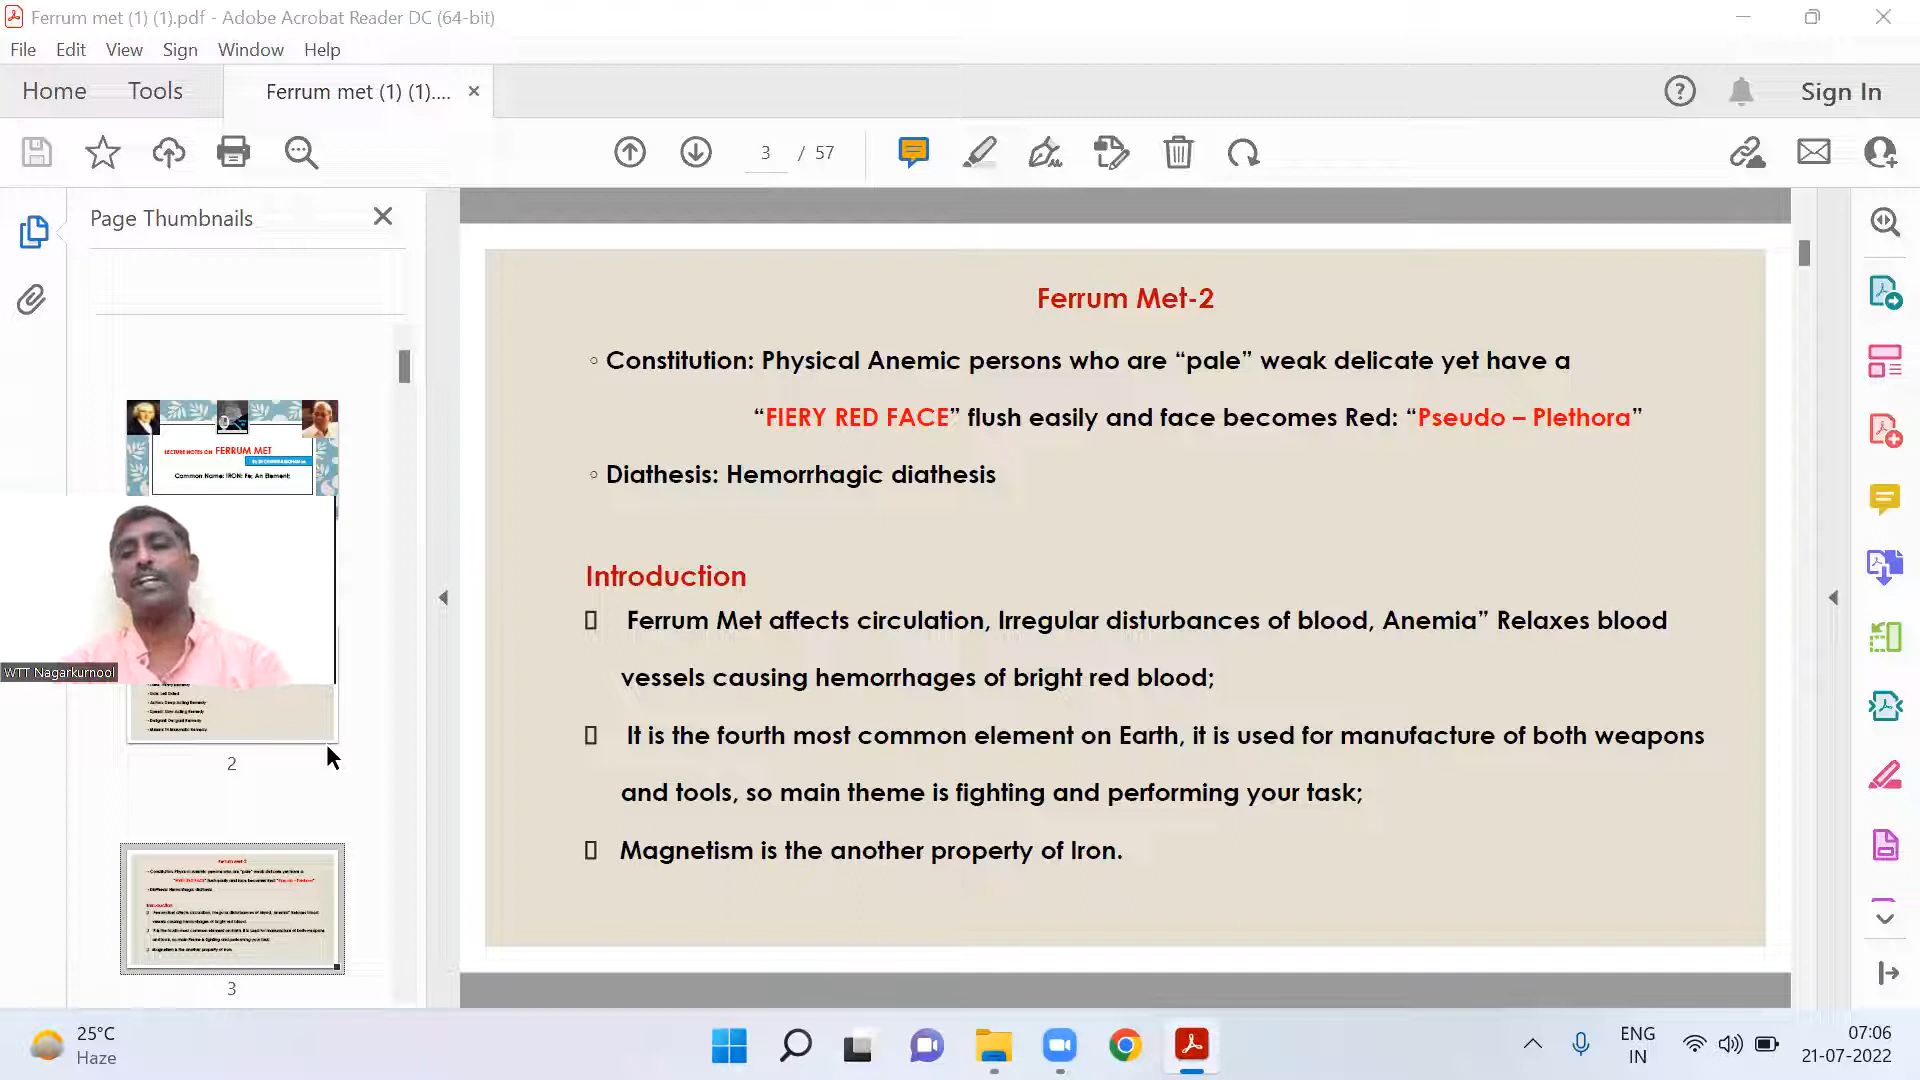 Ferrum met (1) (1).pdf - Adobe Acrobat Reader DC (64-bit)
File Edit View Sign Window Help
Home Tools Ferrum met (1) (1).... × Sign In
3 / 57
Page Thumbnails
LECTURE NOTES ON FERRUM MET
Common Name: IRON: Fe; An Element;
WTT Nagarkurnool
2
3
Ferrum Met-2
◦ Constitution: Physical Anemic persons who are “pale” weak delicate yet have a
“FIERY RED FACE” flush easily and face becomes Red: “Pseudo – Plethora”
◦ Diathesis: Hemorrhagic diathesis
Introduction
▯ Ferrum Met affects circulation, Irregular disturbances of blood, Anemia” Relaxes blood
vessels causing hemorrhages of bright red blood;
▯ It is the fourth most common element on Earth, it is used for manufacture of both weapons
and tools, so main theme is fighting and performing your task;
▯ Magnetism is the another property of Iron.
25°C
Haze
ENG
IN
07:06
21-07-2022